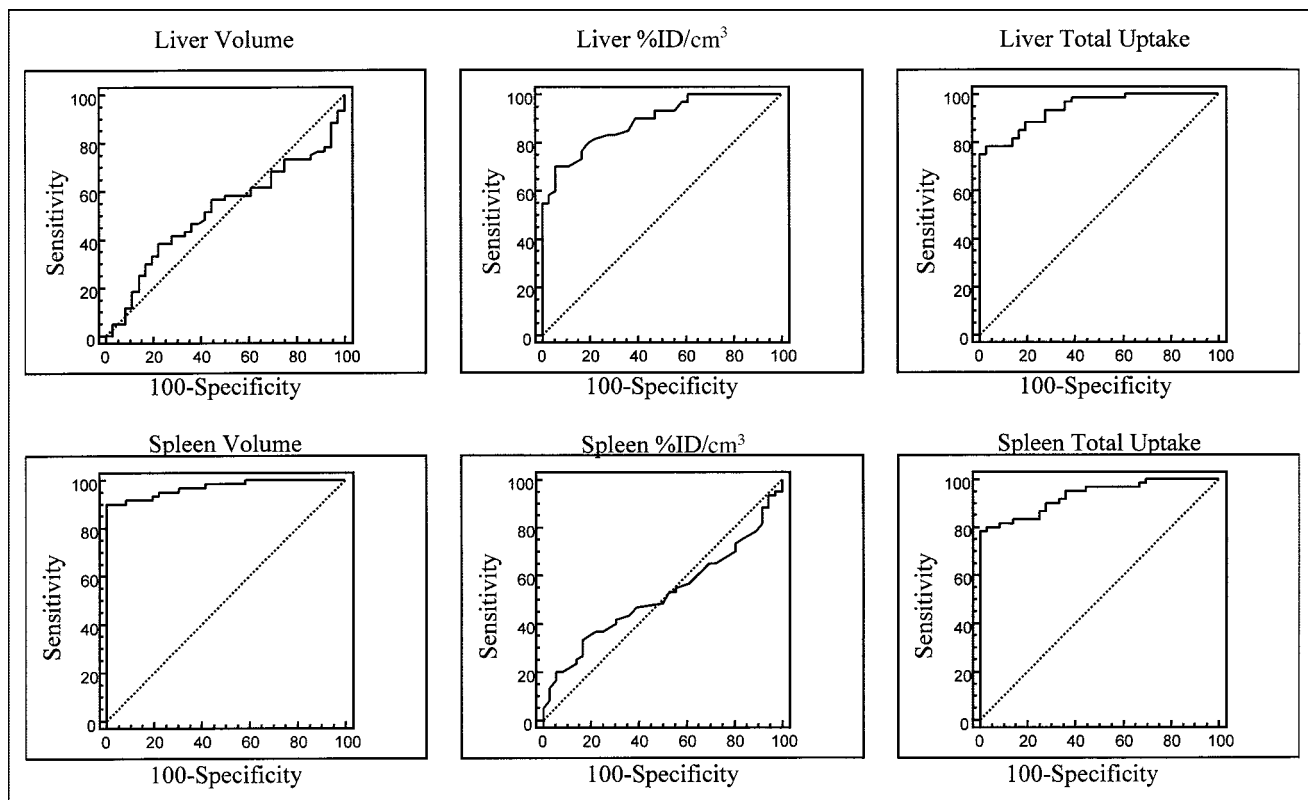 Liver Volume
100
80
60
40
20
0
Sensitivity
0 20 40 60 80 100
100-Specificity
Liver %ID/cm³
100
80
60
40
20
0
Sensitivity
0 20 40 60 80 100
100-Specificity
Liver Total Uptake
100
80
60
40
20
0
Sensitivity
0 20 40 60 80 100
100-Specificity
Spleen Volume
100
80
60
40
20
0
Sensitivity
0 20 40 60 80 100
100-Specificity
Spleen %ID/cm³
100
80
60
40
20
0
Sensitivity
0 20 40 60 80 100
100-Specificity
Spleen Total Uptake
100
80
60
40
20
0
Sensitivity
0 20 40 60 80 100
100-Specificity